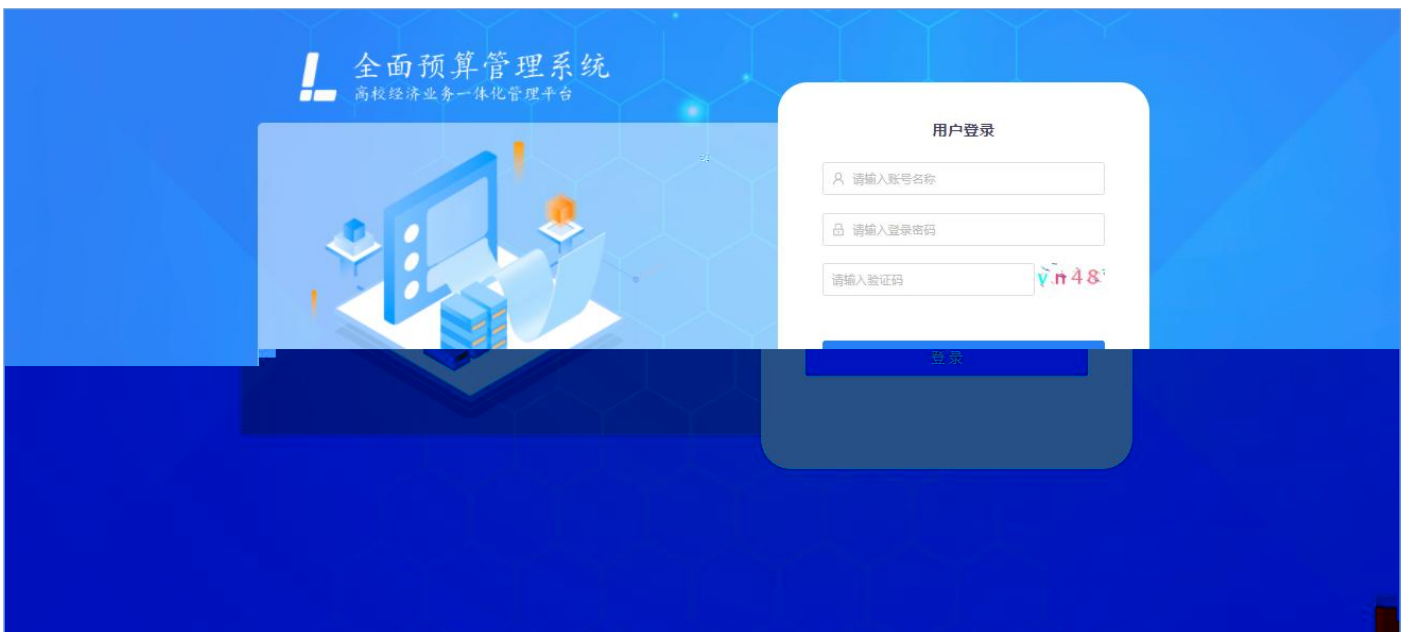 全面预算管理系统
高校经济业务一体化管理平台
用户登录
请输入账号名称
请输入登录密码
请输入验证码
yn48
登录